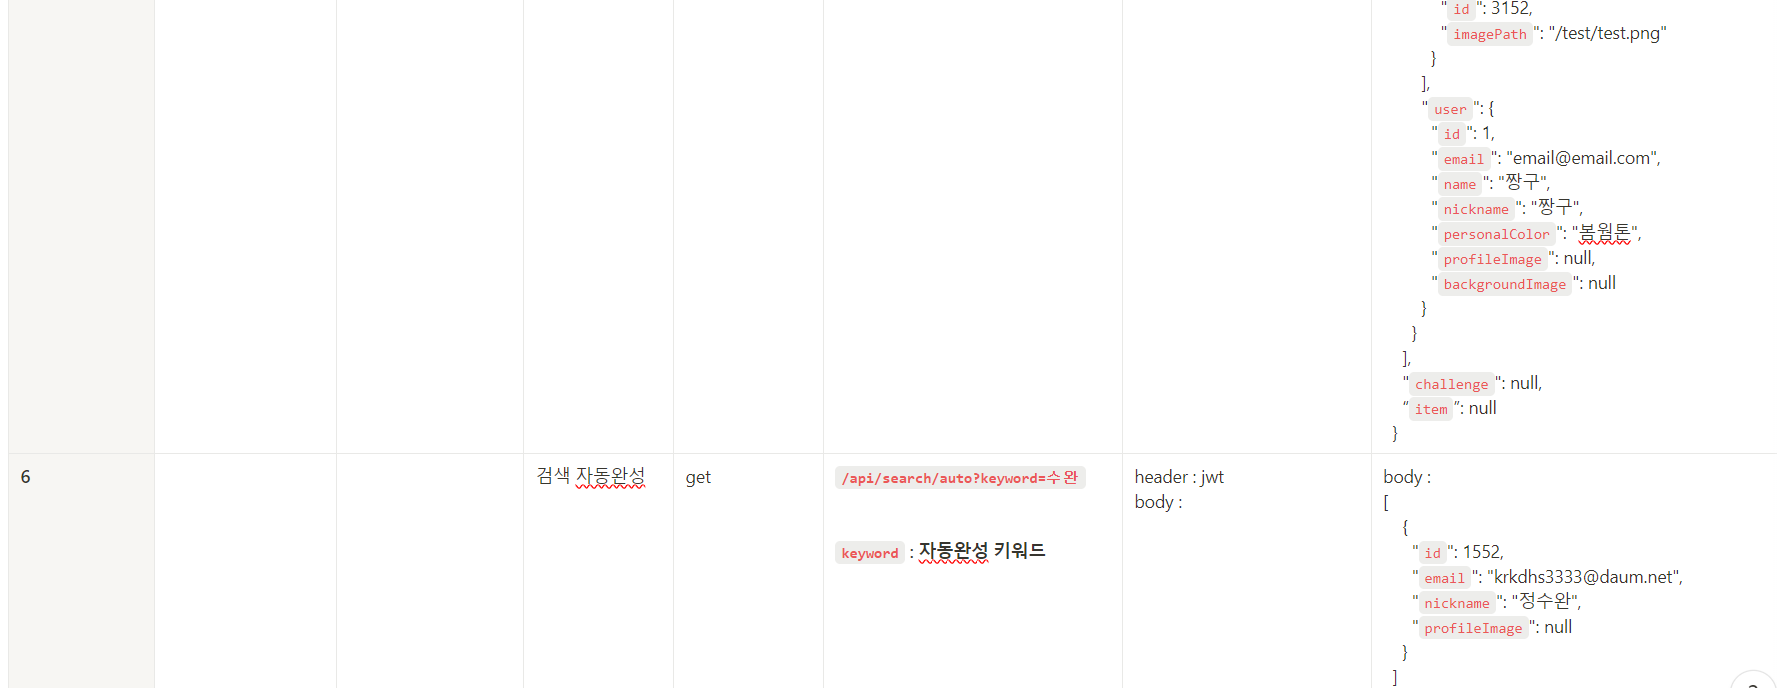 "id": 3152,
"imagePath": "/test/test.png"
}
],
"user": {
"id": 1,
"email": "email@email.com",
"name": "짱구",
"nickname": "짱구",
"personalColor": "봄웜톤",
"profileImage": null,
"backgroundImage": null
}
}
],
"challenge": null,
"item": null
}
6
검색 자동완성
get
/api/search/auto?keyword=수완
keyword : 자동완성 키워드
header : jwt
body :
body :
[
{
"id": 1552,
"email": "krkdhs3333@daum.net",
"nickname": "정수완",
"profileImage": null
}
]